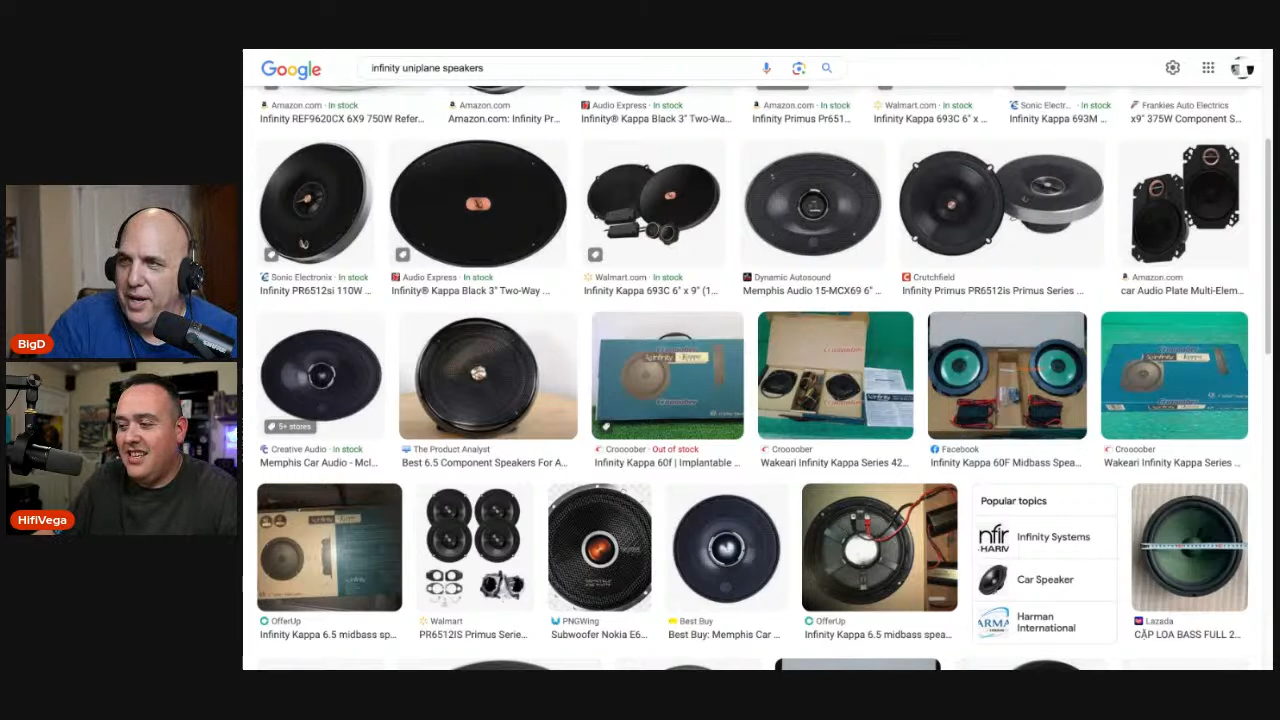 Google
infinity uniplane speakers
Amazon.com · In stock
Infinity REF9620CX 6X9 750W Refer...
Amazon.com
Amazon.com: Infinity Pr...
Audio Express · In stock
Infinity® Kappa Black 3" Two-Wa...
Amazon.com · In stock
Infinity Primus Pr651...
Walmart.com · In stock
Infinity Kappa 693C 6" x ...
Sonic Electr... · In stock
Infinity Kappa 693M ...
Frankies Auto Electrics
x9" 375W Component S...
Sonic Electronix · In stock
Infinity PR6512si 110W ...
Audio Express · In stock
Infinity® Kappa Black 3" Two-Way ...
Walmart.com · In stock
Infinity Kappa 693C 6" x 9" (1...
Dynamic Autosound
Memphis Audio 15-MCX69 6" ...
Crutchfield
Infinity Primus PR6512is Primus Series ...
Amazon.com
car Audio Plate Multi-Elem...
BigD
5+ stores
Creative Audio · In stock
Memphis Car Audio - Mcl...
The Product Analyst
Best 6.5 Component Speakers For A...
Croooober
Infinity Kappa
Croooober · Out of stock
Infinity Kappa 60f | Implantable ...
Croooober
Wakeari Infinity Kappa Series 42...
Facebook
Infinity Kappa 60F Midbass Spea...
Croooober
Wakeari Infinity Kappa Series ...
HifiVega
OfferUp
Infinity Kappa 6.5 midbass sp...
Walmart
PR6512IS Primus Serie...
PNGWing
Subwoofer Nokia E6...
Best Buy
Best Buy: Memphis Car ...
OfferUp
Infinity Kappa 6.5 midbass spea...
Popular topics
nfir
HARM
Infinity Systems
Car Speaker
ARMA
Harman
International
Lazada
CẶP LOA BASS FULL 2...